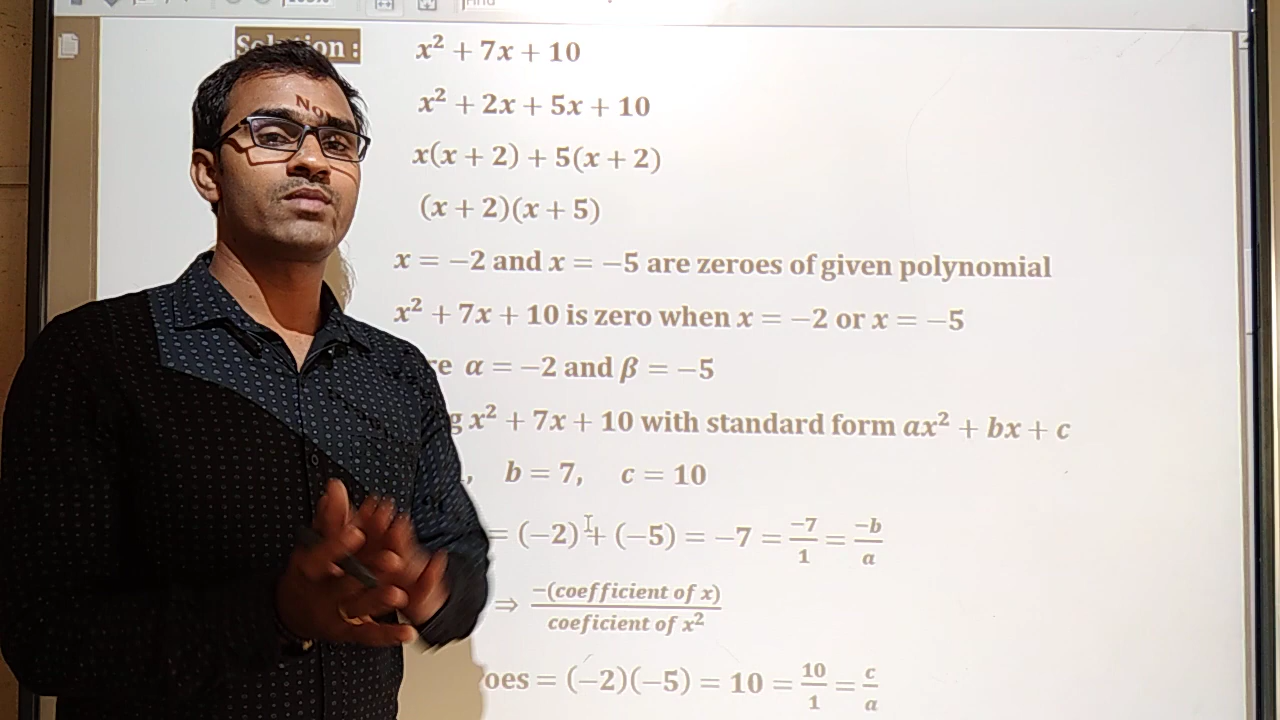 Solution :
x² + 7x + 10
No
x² + 2x + 5x + 10
x(x + 2) + 5(x + 2)
(x + 2)(x + 5)
x = −2 and x = −5 are zeroes of given polynomial
x² + 7x + 10 is zero when x = −2 or x = −5
α = −2 and β = −5
x² + 7x + 10 with standard form ax² + bx + c
, b = 7, c = 10
= (−2) + (−5) = −7 = −7/1 = −b/a
⇒ −(coefficient of x)/coeficient of x²
oes = (−2)(−5) = 10 = 10/1 = c/a